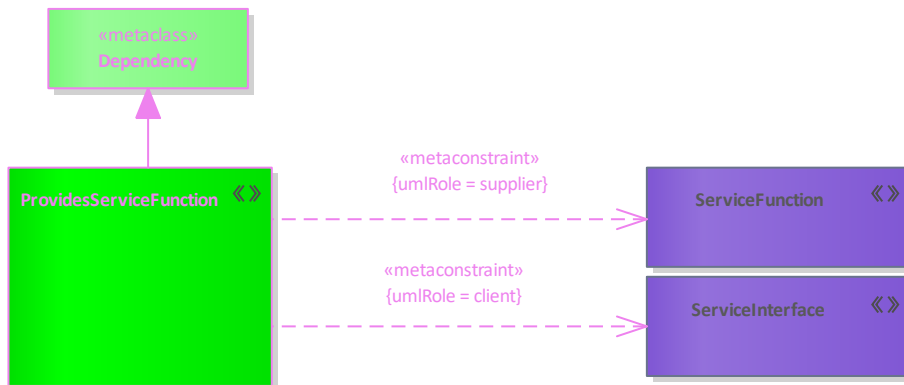 «metaclass»
Dependency
«metaconstraint»
{umlRole = supplier}
ProvidesServiceFunction «»
ServiceFunction «»
«metaconstraint»
{umlRole = client}
ServiceInterface «»